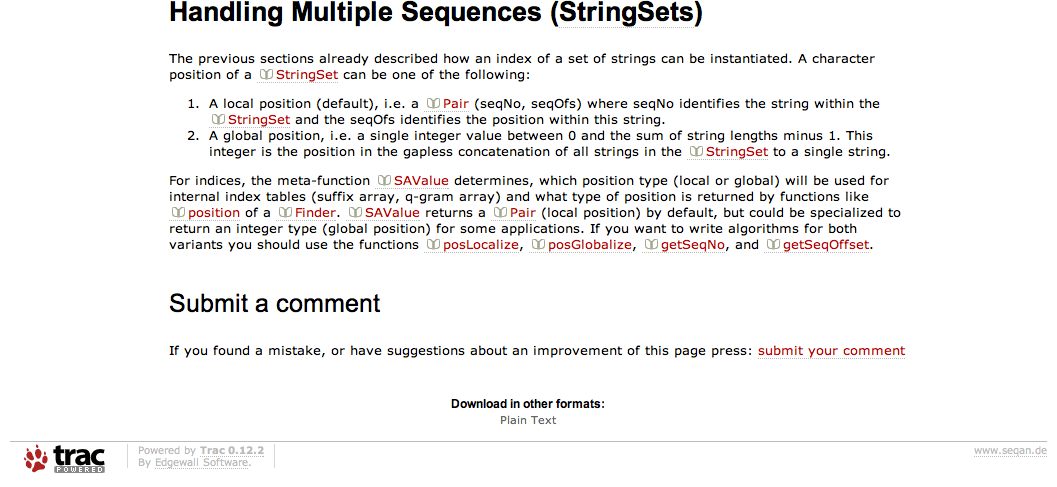 Handling Multiple Sequences (StringSets)
The previous sections already described how an index of a set of strings can be instantiated. A character
position of a StringSet can be one of the following:
1. A local position (default), i.e. a Pair (seqNo, seqOfs) where seqNo identifies the string within the
StringSet and the seqOfs identifies the position within this string.
2. A global position, i.e. a single integer value between 0 and the sum of string lengths minus 1. This
integer is the position in the gapless concatenation of all strings in the StringSet to a single string.
For indices, the meta-function SAValue determines, which position type (local or global) will be used for
internal index tables (suffix array, q-gram array) and what type of position is returned by functions like
position of a Finder. SAValue returns a Pair (local position) by default, but could be specialized to
return an integer type (global position) for some applications. If you want to write algorithms for both
variants you should use the functions posLocalize, posGlobalize, getSeqNo, and getSeqOffset.
Submit a comment
If you found a mistake, or have suggestions about an improvement of this page press: submit your comment
Download in other formats:
Plain Text
trac
POWERED
Powered by Trac 0.12.2
By Edgewall Software.
www.seqan.de